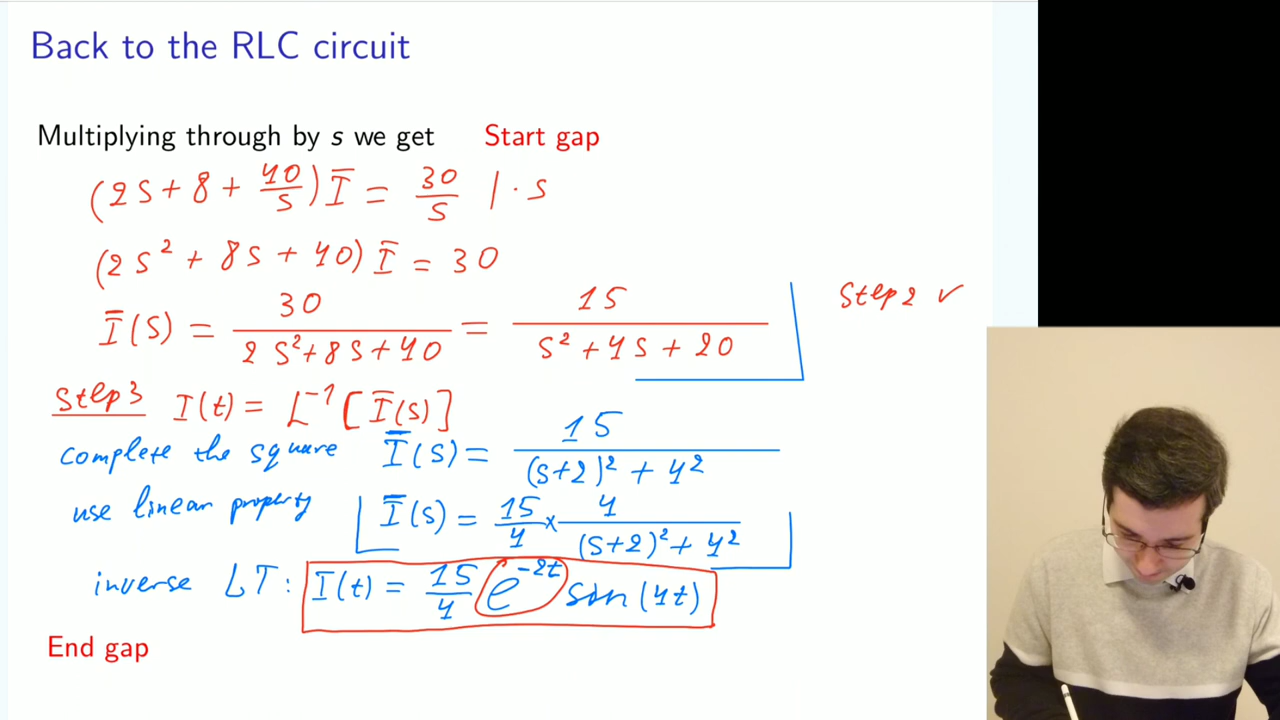 Back to the RLC circuit
Multiplying through by s we get Start gap
(2s + 8 + 40/s) Ī = 30/s | · s
(2s² + 8s + 40) Ī = 30
Ī(s) = 30/(2s² + 8s + 40) = 15/(s² + 4s + 20) Step 2 ✓
Step 3 I(t) = L⁻¹[Ī(s)]
complete the square Ī(s) = 15/((s+2)² + 4²)
use linear property Ī(s) = 15/4 × 4/((s+2)² + 4²)
inverse LT: I(t) = 15/4 e^(-2t) sin(4t)
End gap